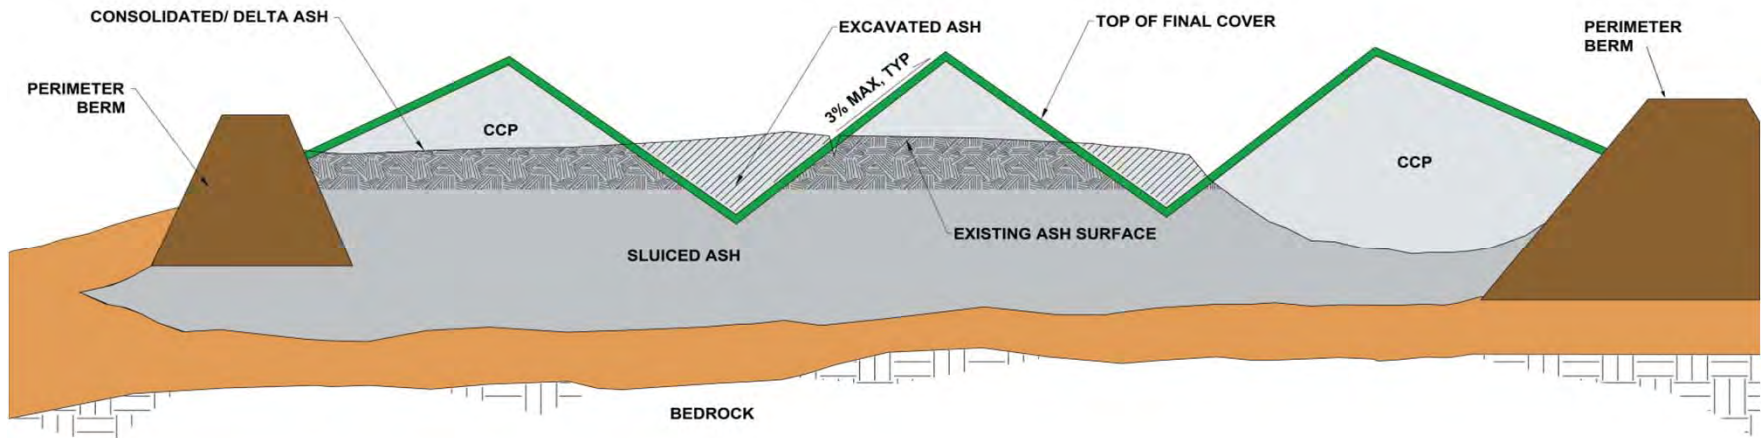 CONSOLIDATED/ DELTA ASH
EXCAVATED ASH
TOP OF FINAL COVER
PERIMETER
BERM
PERIMETER
BERM
3% MAX, TYP
CCP
CCP
EXISTING ASH SURFACE
SLUICED ASH
BEDROCK